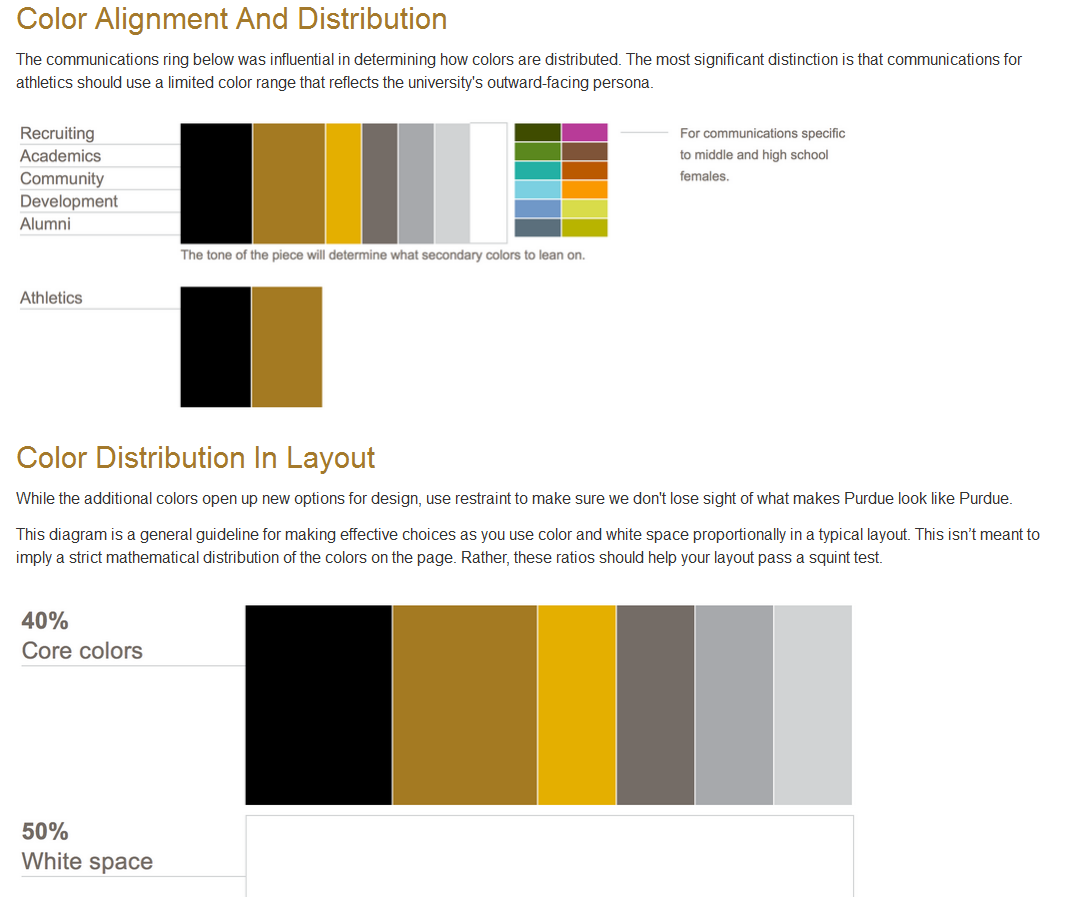 Color Alignment And Distribution
The communications ring below was influential in determining how colors are distributed. The most significant distinction is that communications for
athletics should use a limited color range that reflects the university's outward-facing persona.
Recruiting
Academics
Community
Development
Alumni
For communications specific
to middle and high school
females.
The tone of the piece will determine what secondary colors to lean on.
Athletics
Color Distribution In Layout
While the additional colors open up new options for design, use restraint to make sure we don't lose sight of what makes Purdue look like Purdue.
This diagram is a general guideline for making effective choices as you use color and white space proportionally in a typical layout. This isn’t meant to
imply a strict mathematical distribution of the colors on the page. Rather, these ratios should help your layout pass a squint test.
40%
Core colors
50%
White space